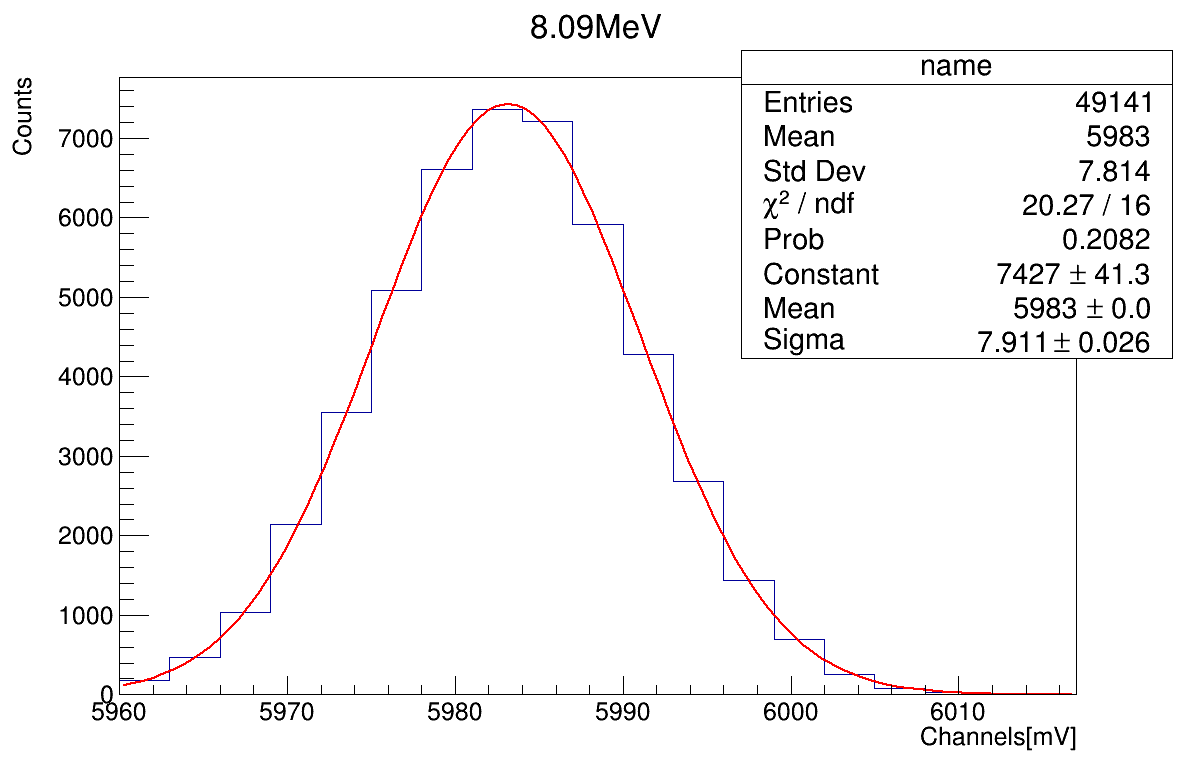 8.09MeV
name
Entries 49141
Mean 5983
Std Dev 7.814
χ² / ndf 20.27 / 16
Prob 0.2082
Constant 7427 ± 41.3
Mean 5983 ± 0.0
Sigma 7.911 ± 0.026
Counts
7000
6000
5000
4000
3000
2000
1000
0
5960 5970 5980 5990 6000 6010
Channels[mV]